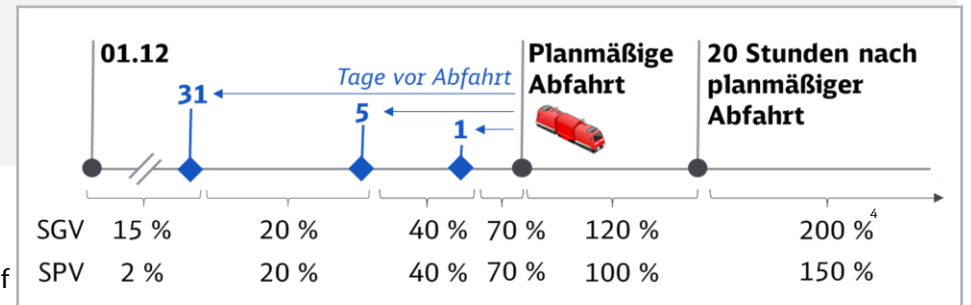 01.12
Planmäßige
Abfahrt
20 Stunden nach
planmäßiger
Abfahrt
Tage vor Abfahrt
31
5
1
SGV 15 % 20 % 40 % 70 % 120 % 200 %⁴
f SPV 2 % 20 % 40 % 70 % 100 % 150 %